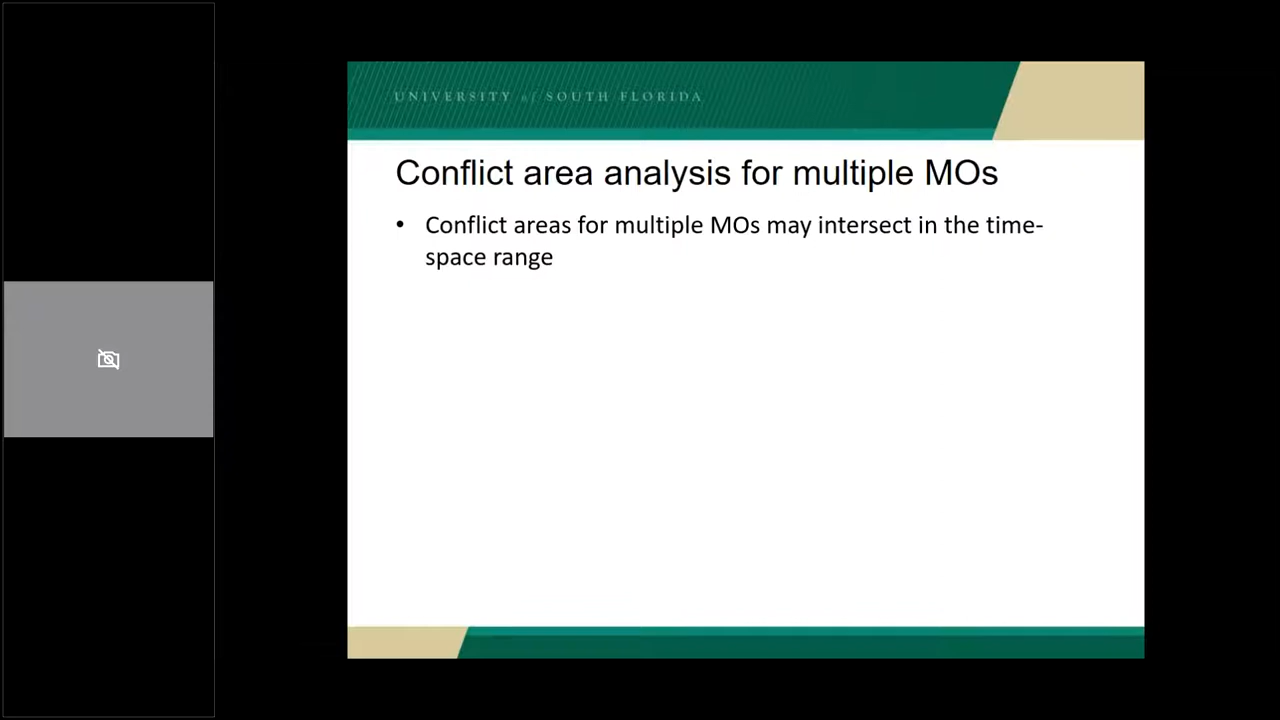 UNIVERSITY of SOUTH FLORIDA
Conflict area analysis for multiple MOs
• Conflict areas for multiple MOs may intersect in the time-
space range